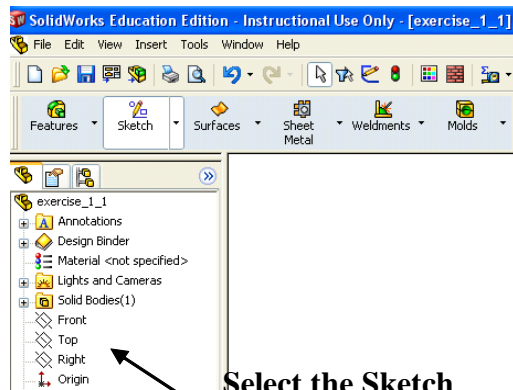 SolidWorks Education Edition - Instructional Use Only - [exercise_1_1]
File Edit View Insert Tools Window Help
Features Sketch Surfaces Sheet Metal Weldments Molds
exercise_1_1
Annotations
Design Binder
Material <not specified>
Lights and Cameras
Solid Bodies(1)
Front
Top
Right
Origin
Select the Sketch